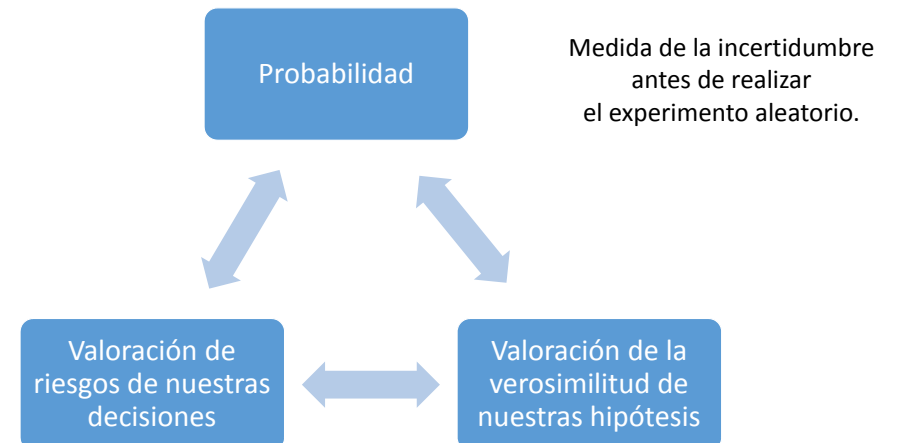 Probabilidad
Medida de la incertidumbre
antes de realizar
el experimento aleatorio.
Valoración de
riesgos de nuestras
decisiones
Valoración de la
verosimilitud de
nuestras hipótesis